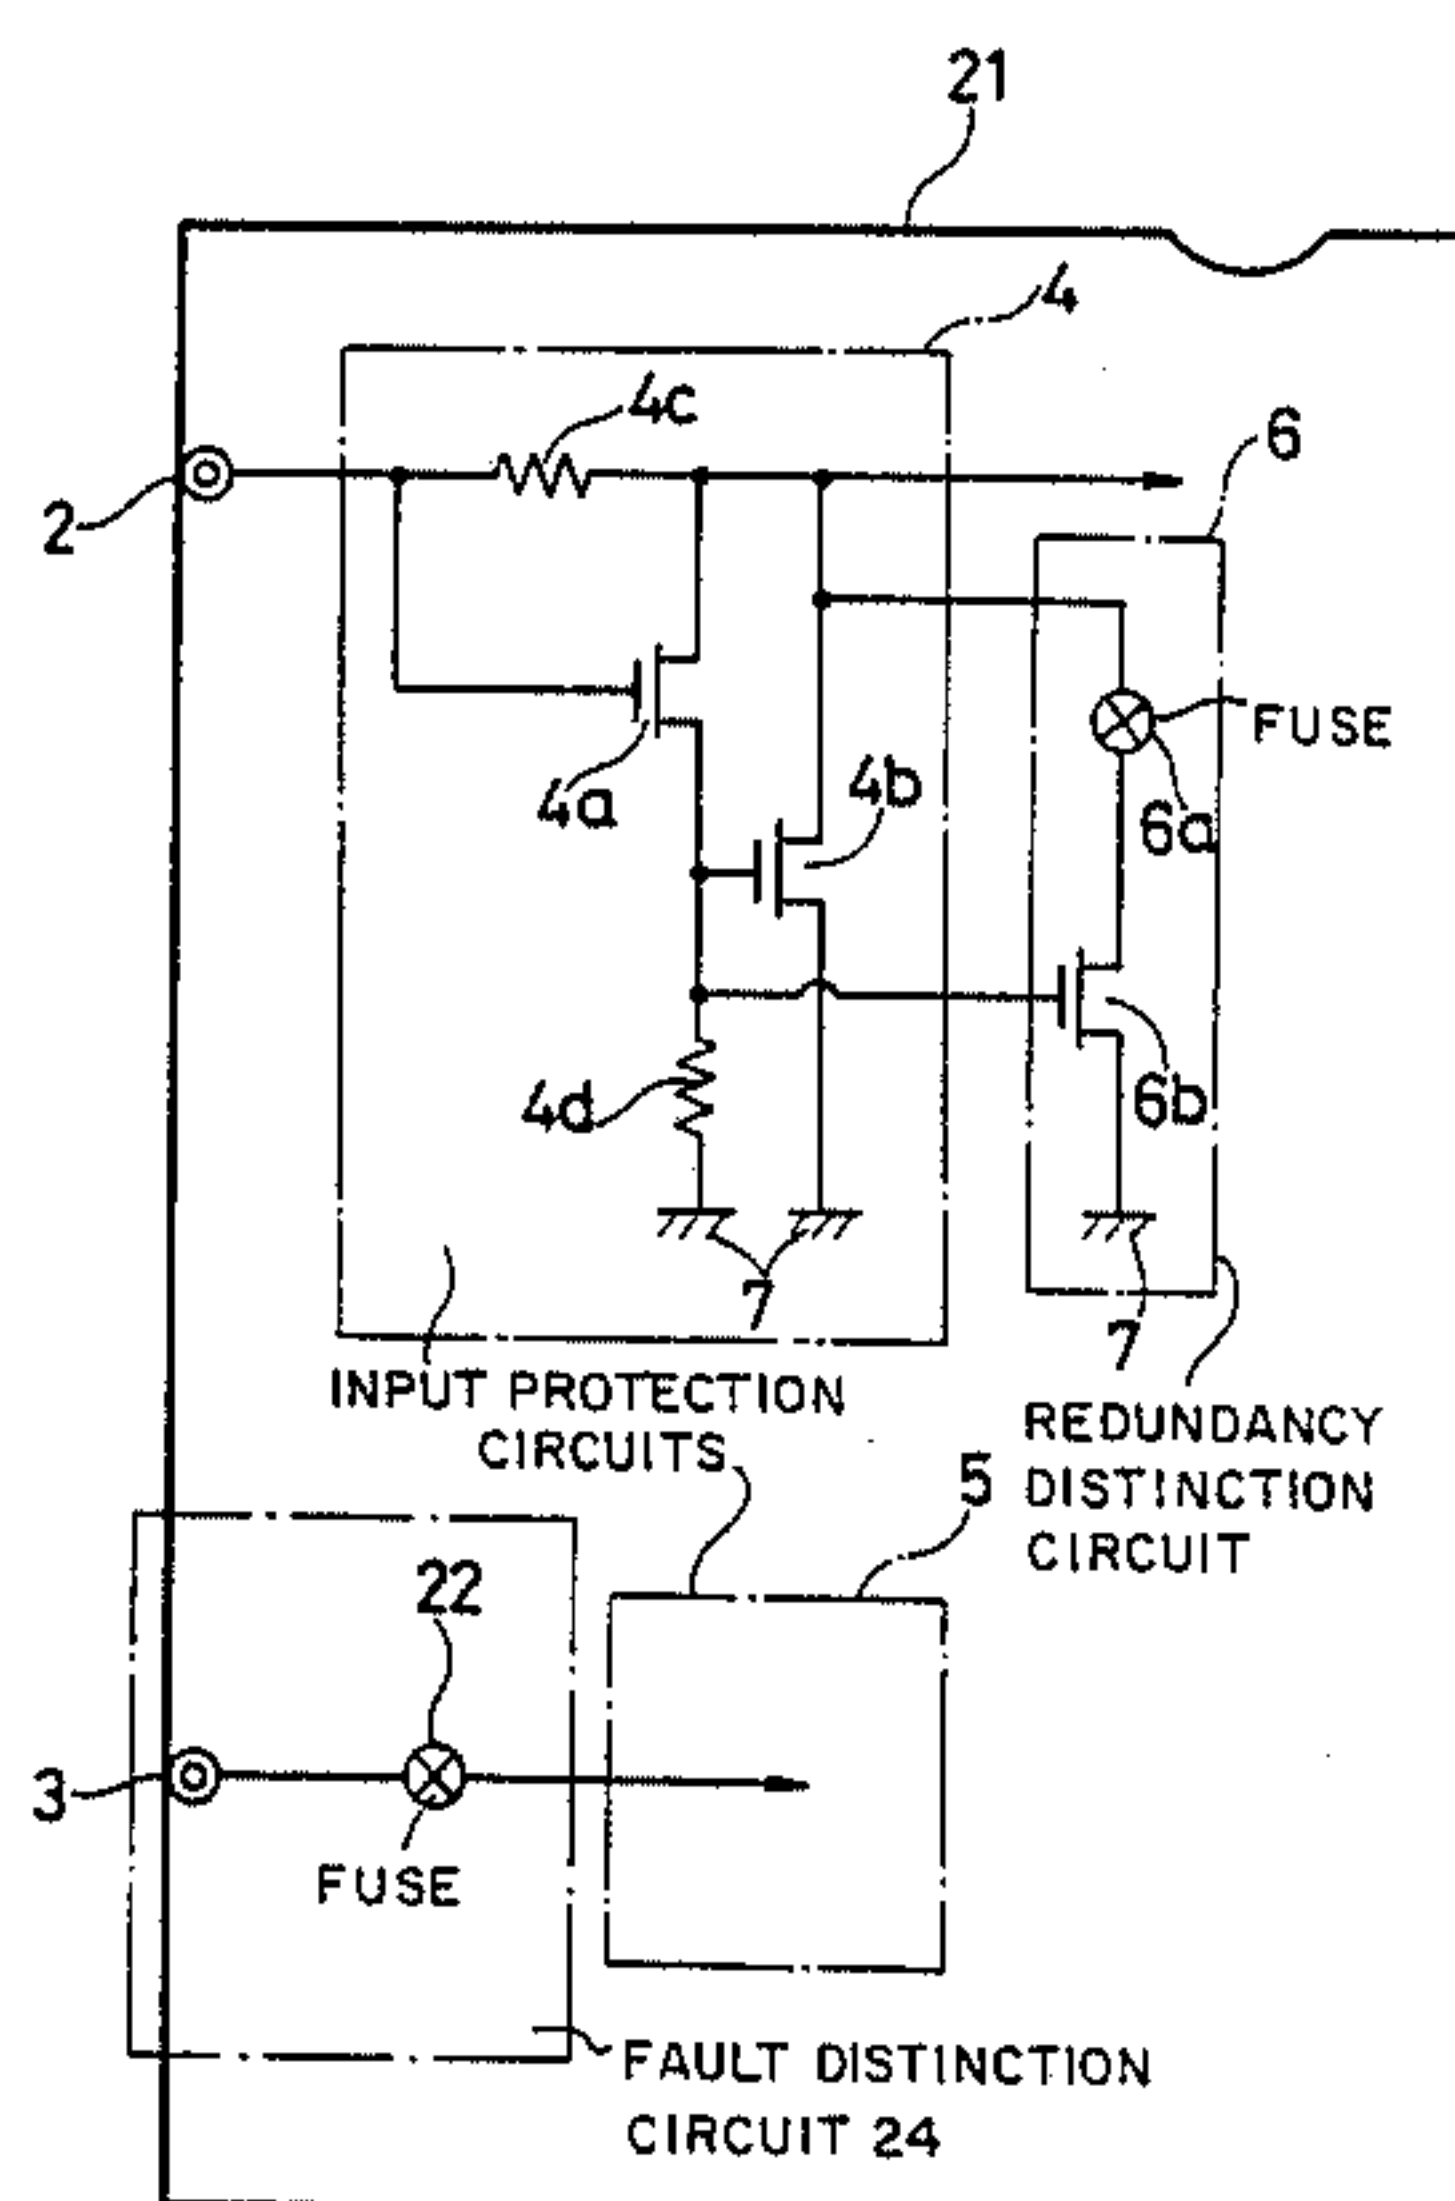 21
4
4c
6
2
FUSE
4a
4b
6a
4d
6b
7
7
INPUT PROTECTION
CIRCUITS
REDUNDANCY
DISTINCTION
CIRCUIT
5
22
3
FUSE
FAULT DISTINCTION
CIRCUIT 24